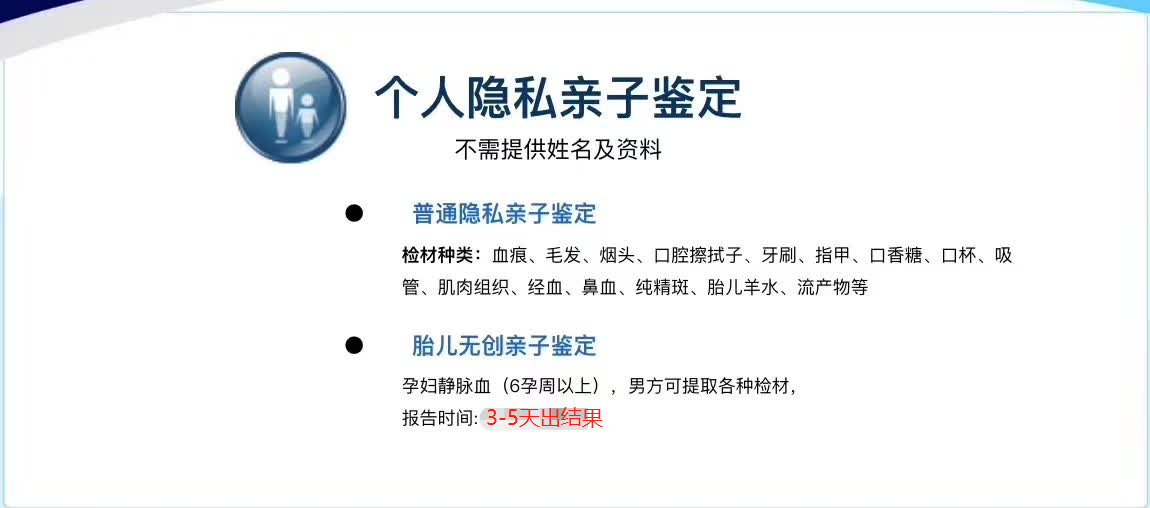 个人隐私亲子鉴定
不需提供姓名及资料
普通隐私亲子鉴定
检材种类：血痕、毛发、烟头、口腔擦拭子、牙刷、指甲、口香糖、口杯、吸
管、肌肉组织、经血、鼻血、纯精斑、胎儿羊水、流产物等
胎儿无创亲子鉴定
孕妇静脉血（6孕周以上），男方可提取各种检材，
报告时间: 3-5天出结果